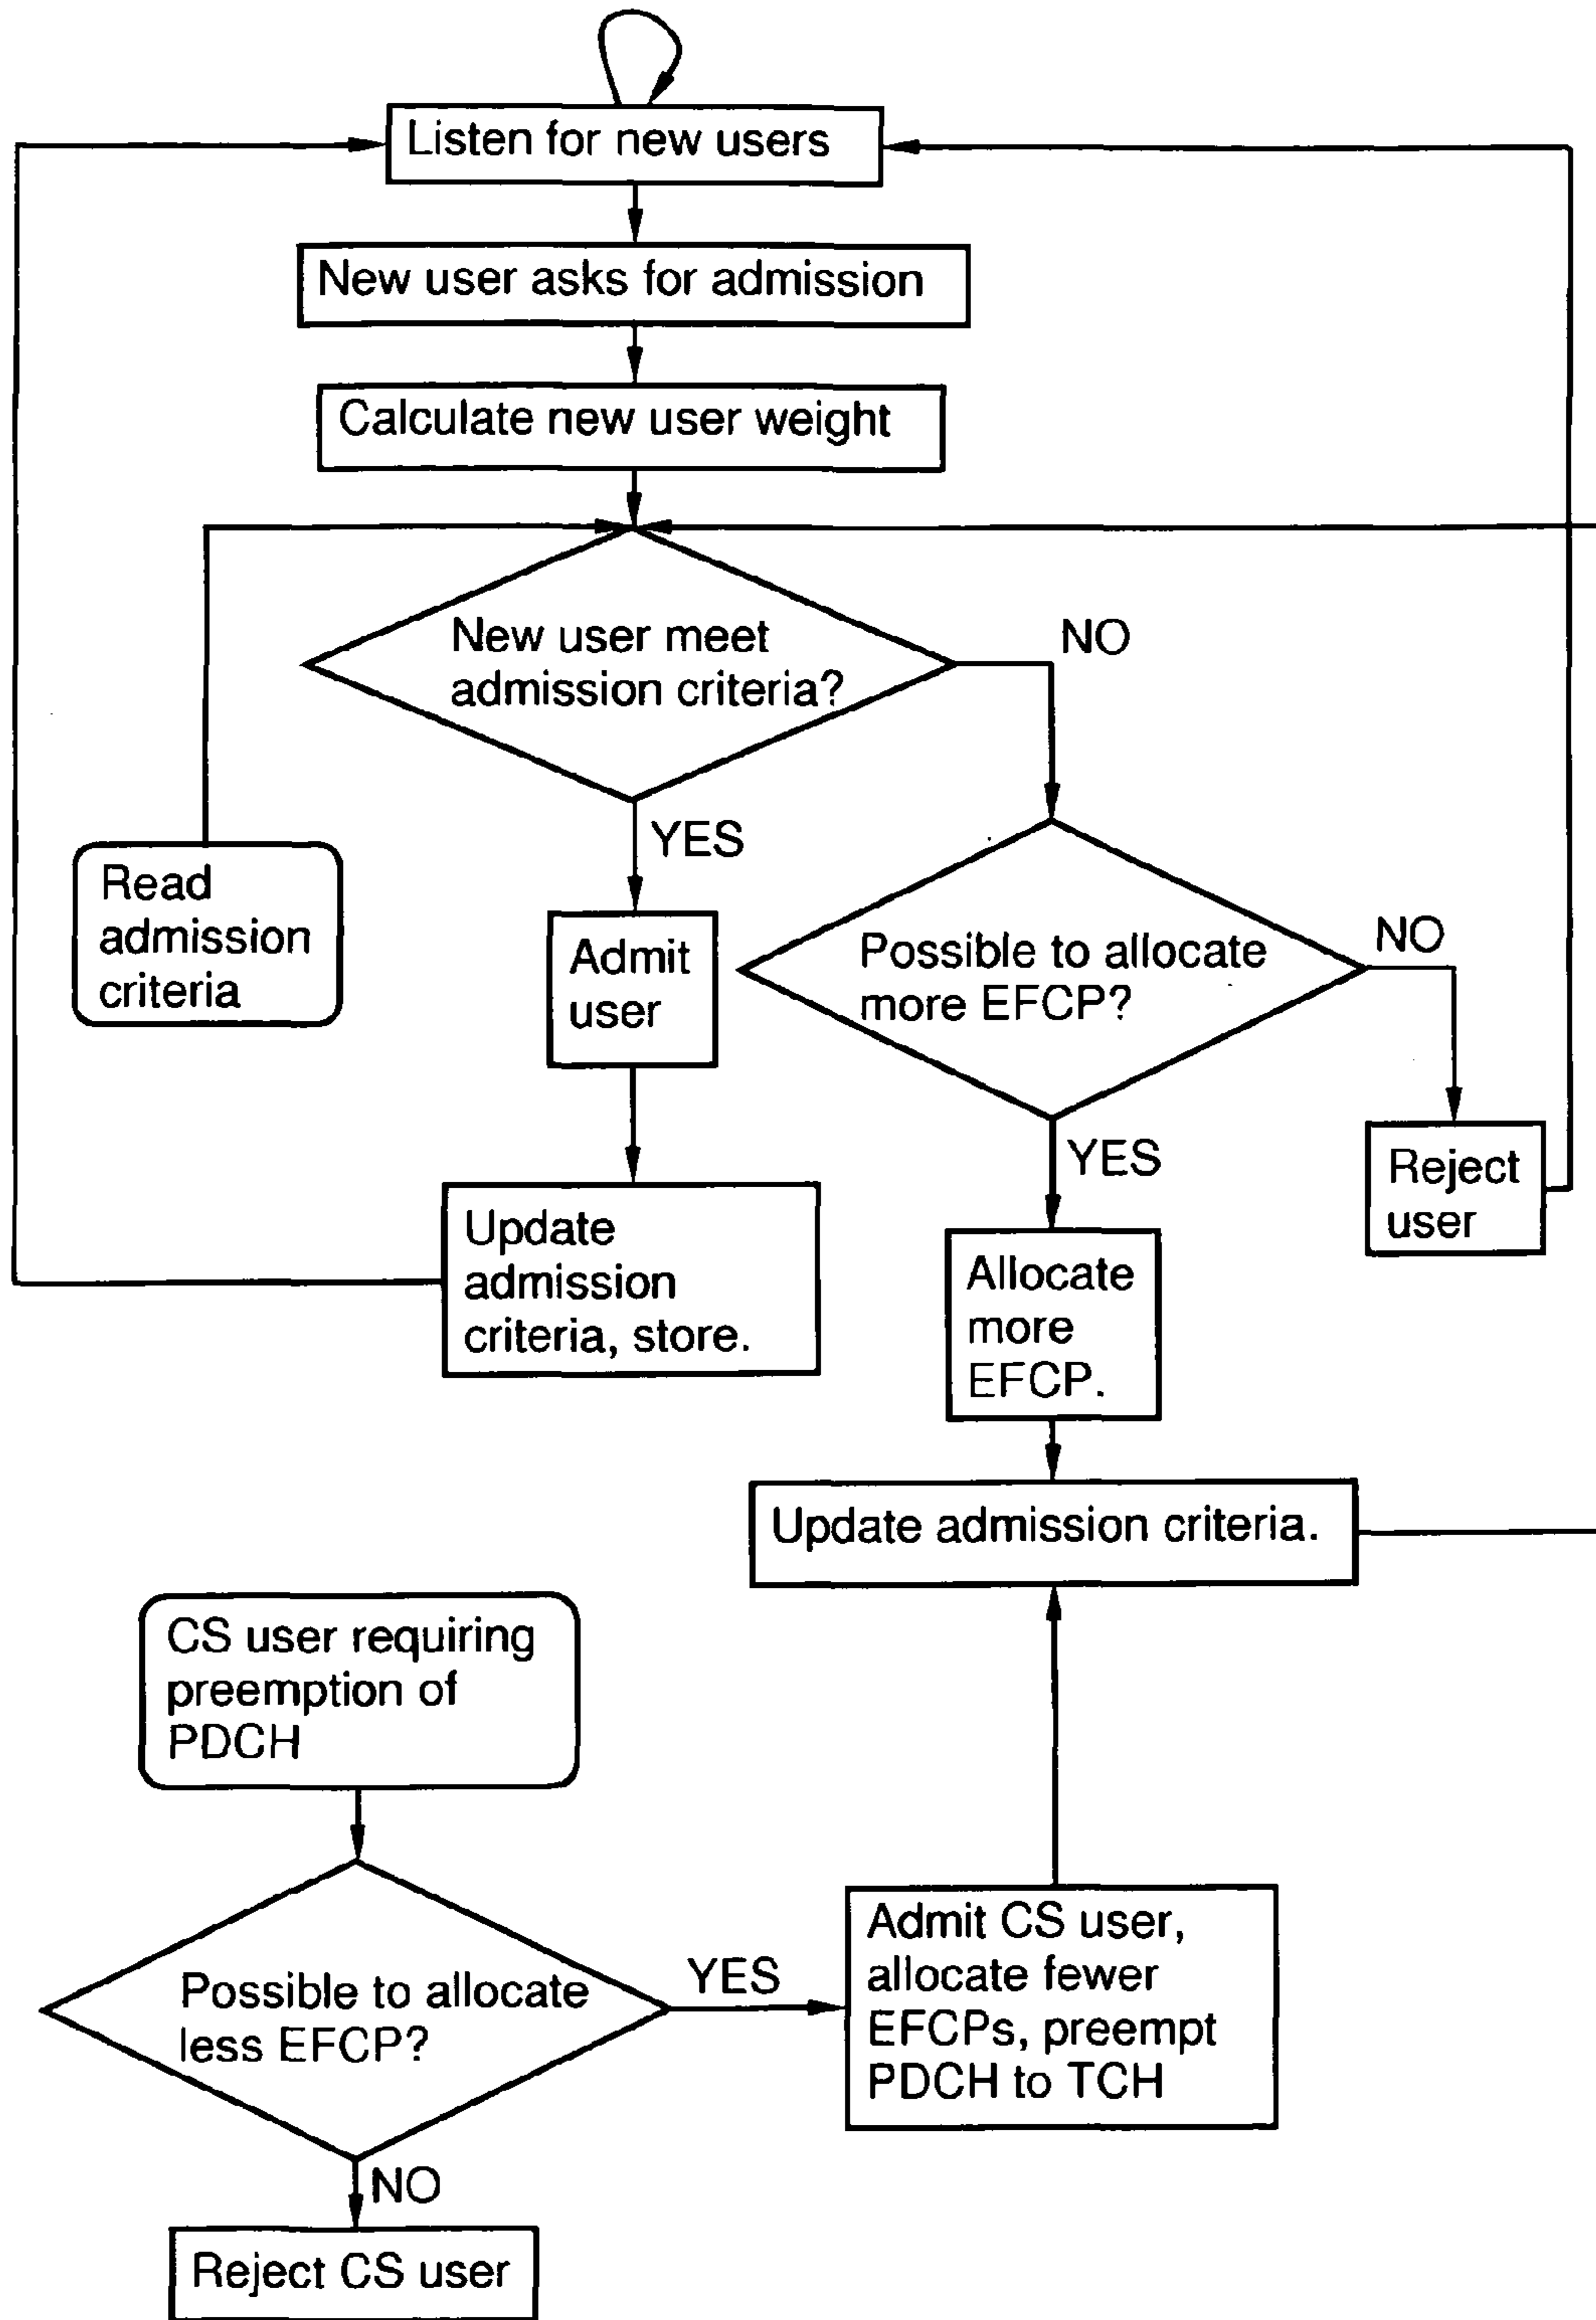 Listen for new users
New user asks for admission
Calculate new user weight
New user meet
admission criteria?
NO
YES
Read
admission
criteria
Admit
user
Possible to allocate
more EFCP?
NO
YES
Reject
user
Update
admission
criteria, store.
Allocate
more
EFCP.
Update admission criteria.
CS user requiring
preemption of
PDCH
Possible to allocate
less EFCP?
YES
Admit CS user,
allocate fewer
EFCPs, preempt
PDCH to TCH
NO
Reject CS user